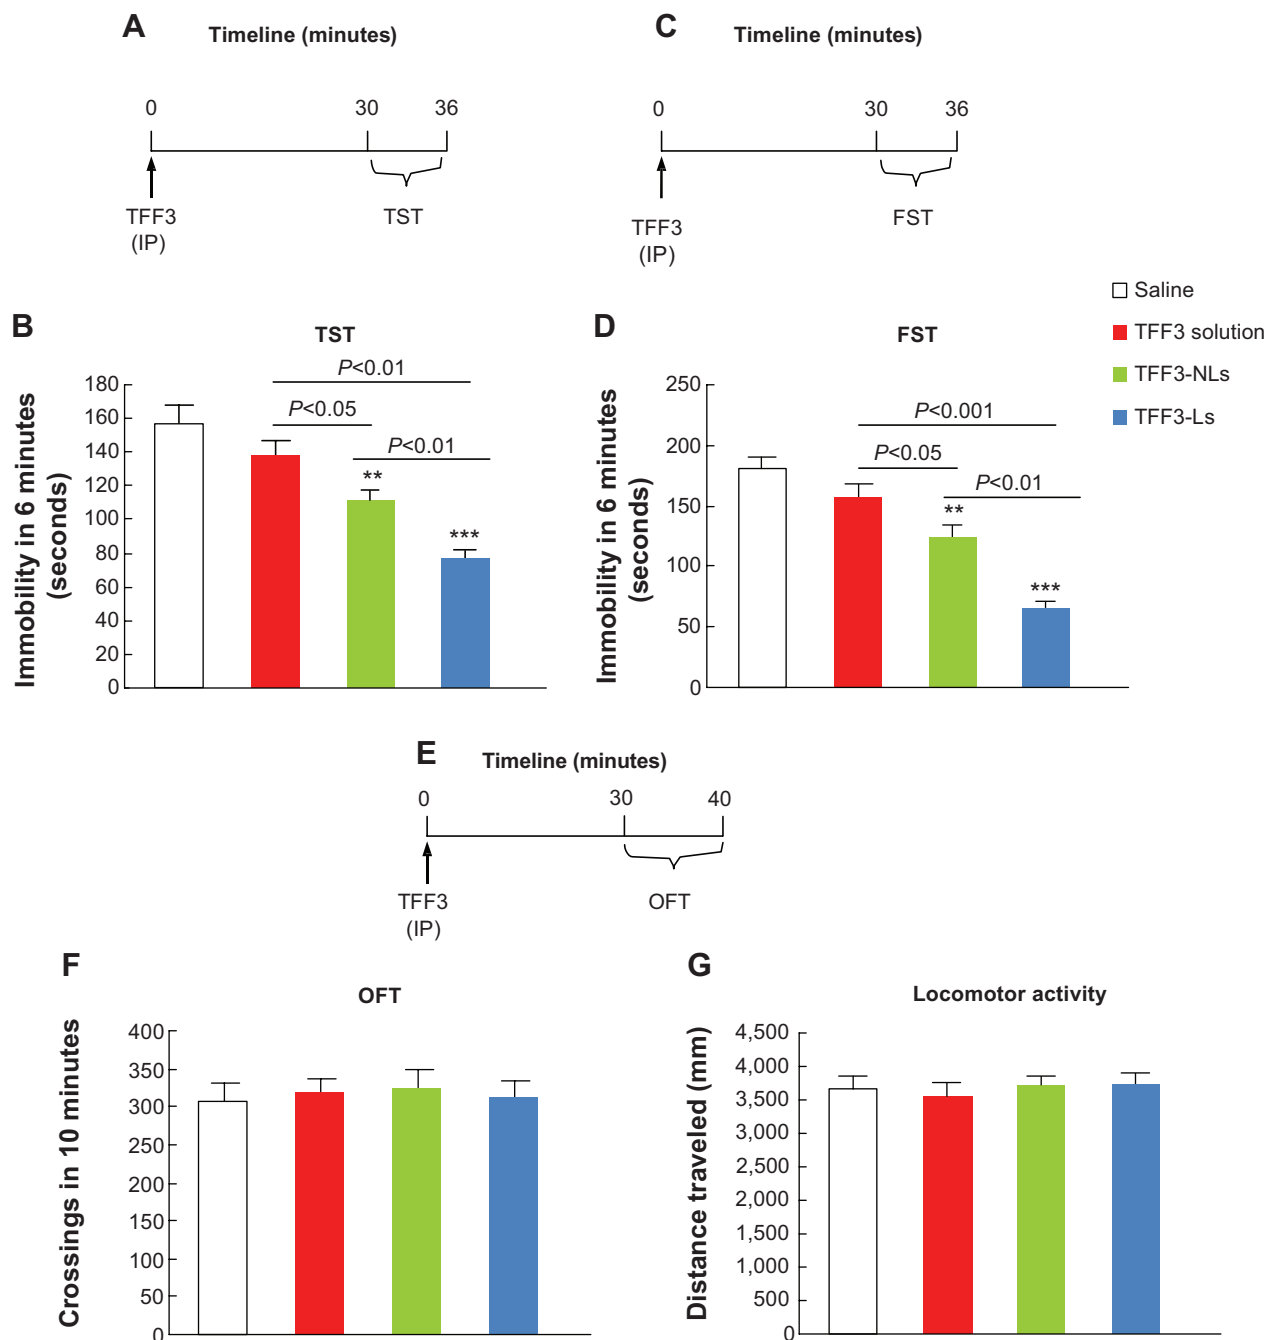 A
Timeline (minutes)
0
30
36
TFF3
(IP)
TST
C
Timeline (minutes)
0
30
36
TFF3
(IP)
FST
Saline
TFF3 solution
TFF3-NLs
TFF3-Ls
B
TST
Immobility in 6 minutes
(seconds)
180
160
140
120
100
80
60
40
20
0
P<0.01
P<0.05
P<0.01
**
***
D
FST
Immobility in 6 minutes
(seconds)
250
200
150
100
50
0
P<0.001
P<0.05
P<0.01
**
***
E
Timeline (minutes)
0
30
40
TFF3
(IP)
OFT
F
OFT
Crossings in 10 minutes
400
350
300
250
200
150
100
50
0
G
Locomotor activity
Distance traveled (mm)
4,500
4,000
3,500
3,000
2,500
2,000
1,500
1,000
500
0